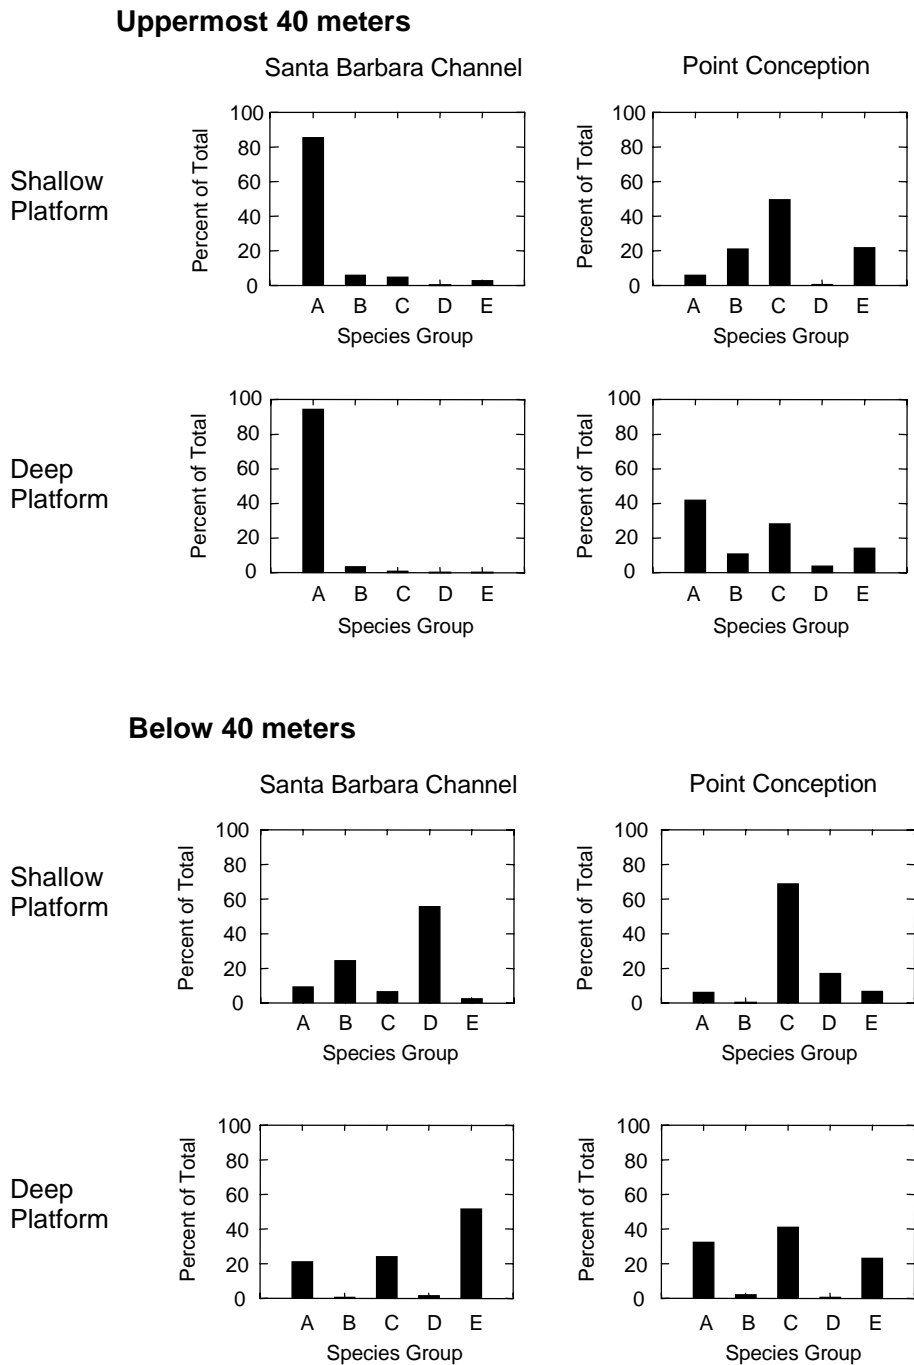 Uppermost 40 meters
Santa Barbara Channel
Point Conception
Shallow
Platform
Percent of Total
100
80
60
40
20
0
A B C D E
Species Group
Percent of Total
100
80
60
40
20
0
A B C D E
Species Group
Deep
Platform
Percent of Total
100
80
60
40
20
0
A B C D E
Species Group
Percent of Total
100
80
60
40
20
0
A B C D E
Species Group
Below 40 meters
Santa Barbara Channel
Point Conception
Shallow
Platform
Percent of Total
100
80
60
40
20
0
A B C D E
Species Group
Percent of Total
100
80
60
40
20
0
A B C D E
Species Group
Deep
Platform
Percent of Total
100
80
60
40
20
0
A B C D E
Species Group
Percent of Total
100
80
60
40
20
0
A B C D E
Species Group